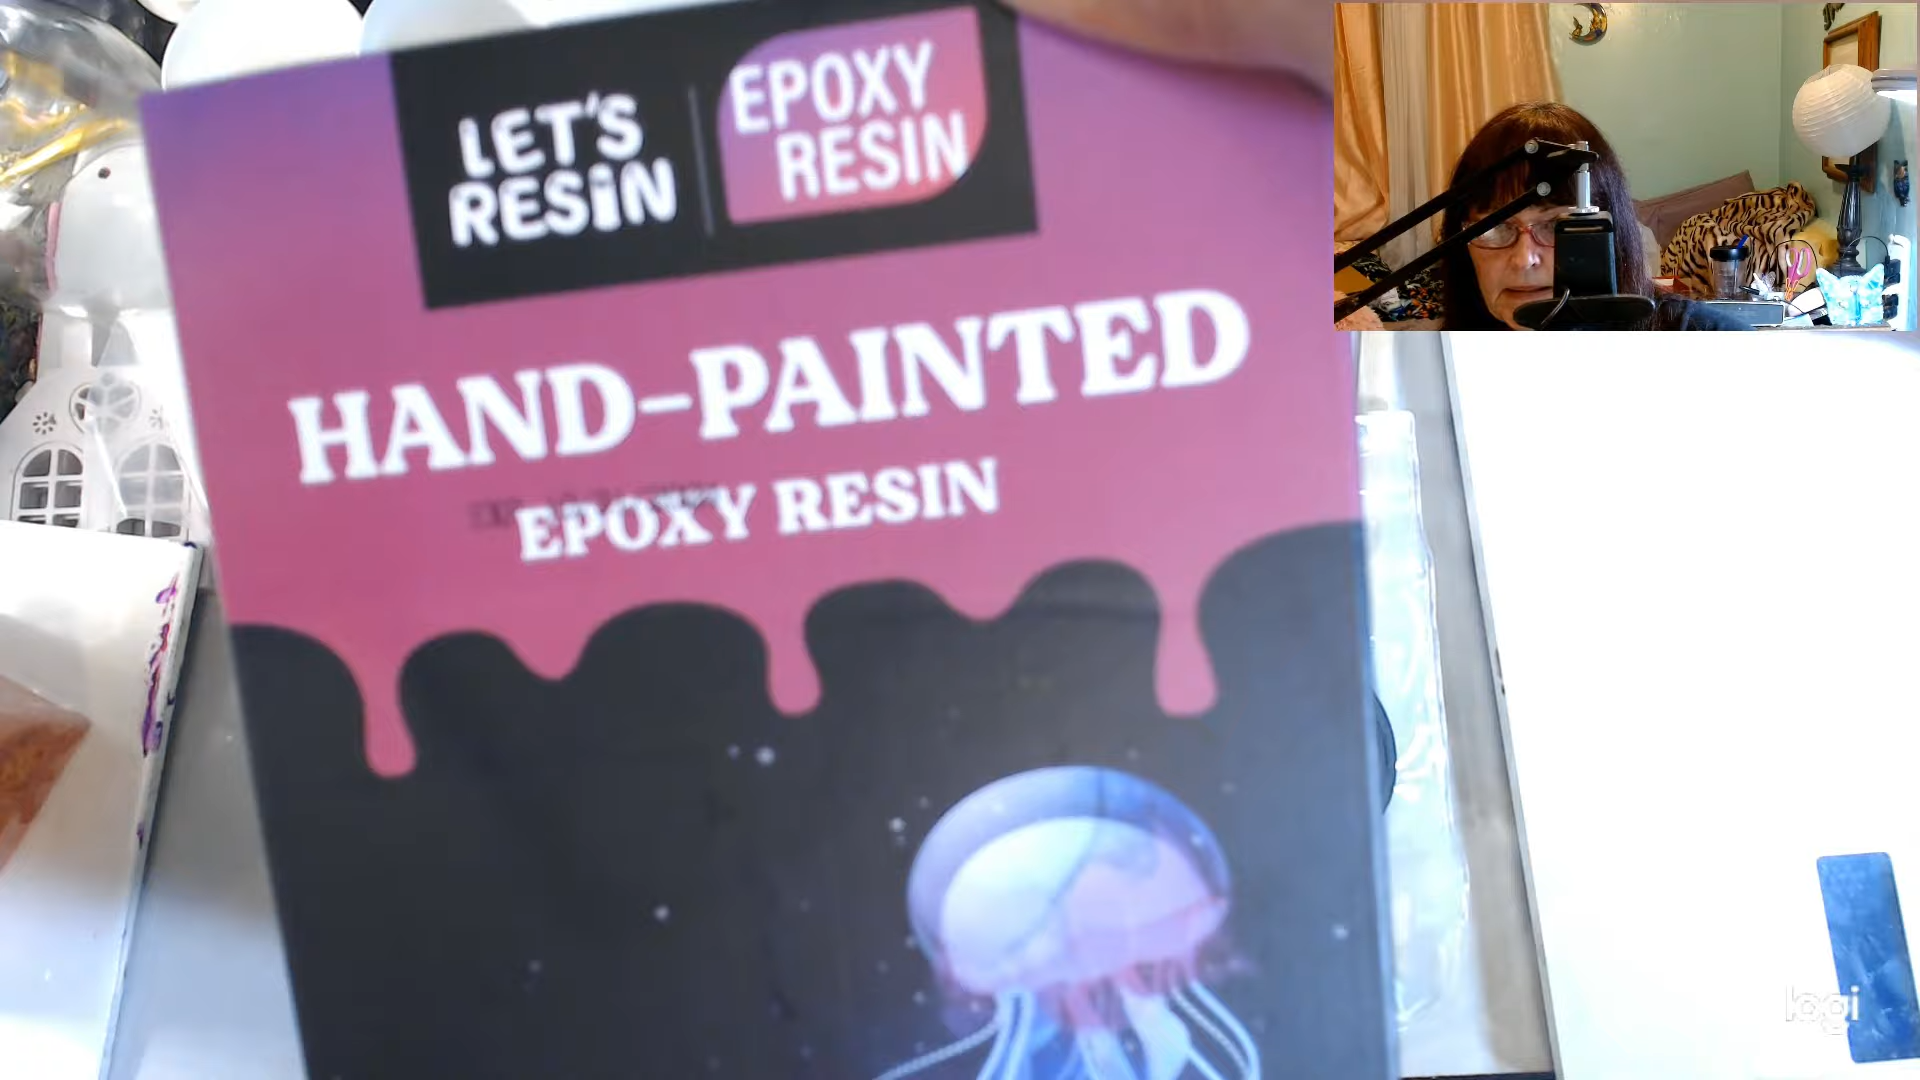 LET'S
RESIN
EPOXY
RESIN
HAND-PAINTED
EPOXY RESIN
logi